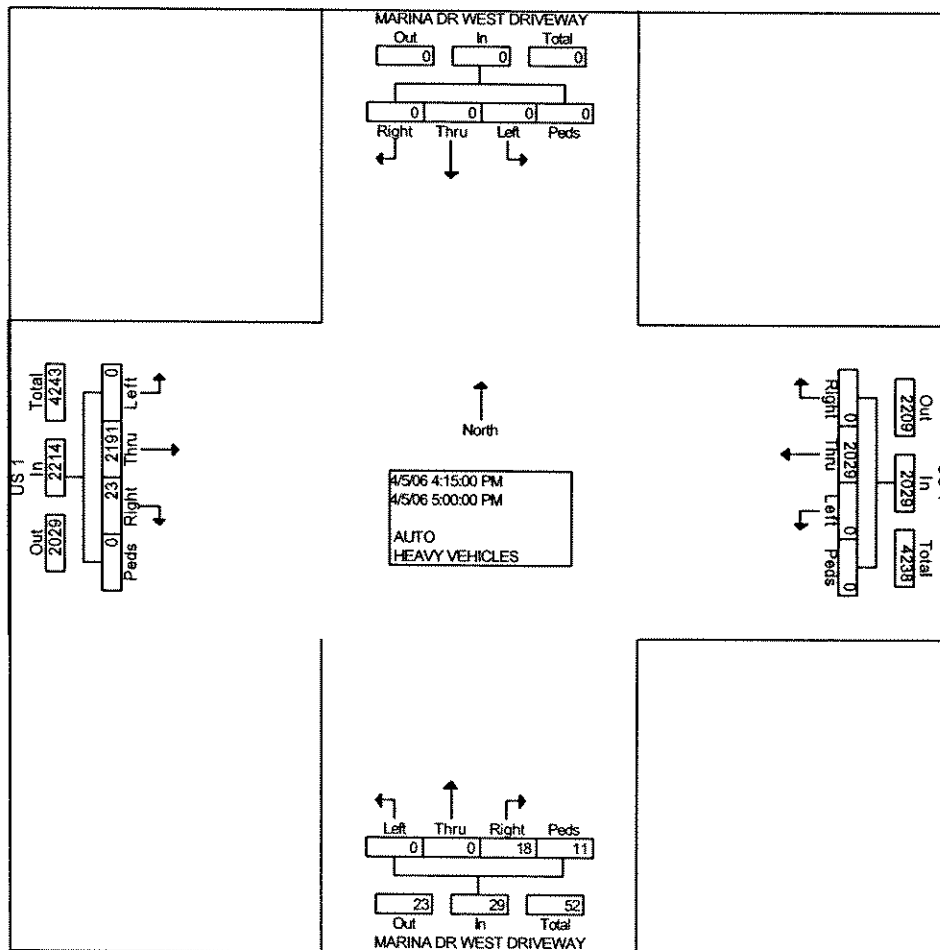 MARINA DR WEST DRIVEWAY
Out In Total
0 0 0
0 0 0 0
Right Thru Left Peds
North
4/5/06 4:15:00 PM
4/5/06 5:00:00 PM
AUTO
HEAVY VEHICLES
US 1
Total In Out
4243 2214 2029
0 2191 23 0
Left Thru Right Peds
Out In Total
2209 2029 4238
0 2029 0 0
Right Thru Left Peds
Left Thru Right Peds
0 0 18 11
23 29 52
Out In Total
MARINA DR WEST DRIVEWAY